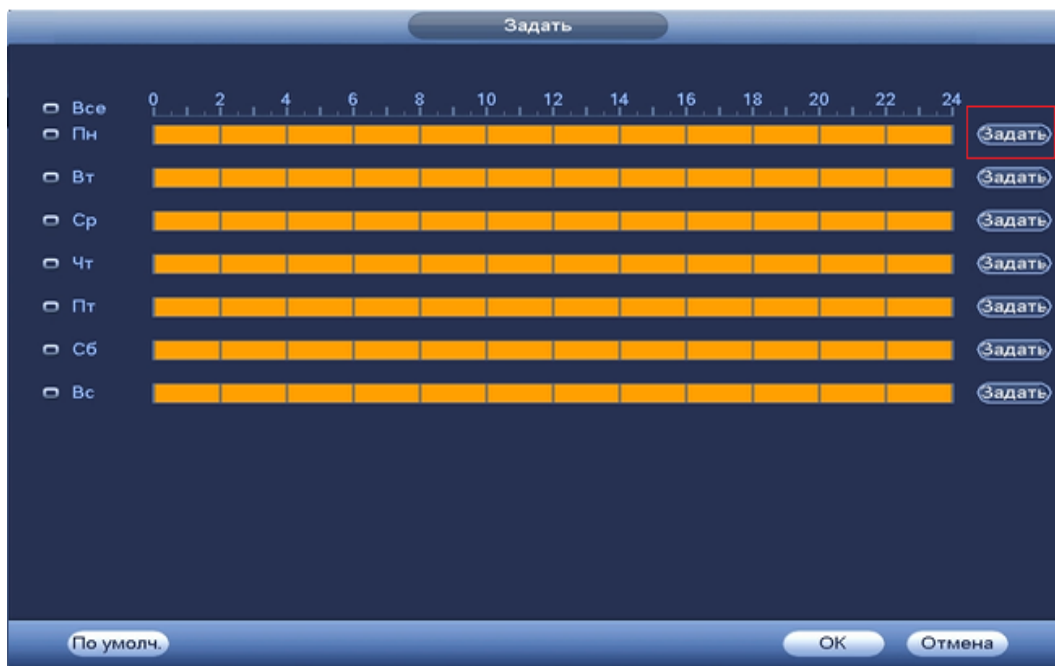 Задать
Все 0 2 4 6 8 10 12 14 16 18 20 22 24
Пн Задать
Вт Задать
Ср Задать
Чт Задать
Пт Задать
Сб Задать
Вс Задать
По умолч. OK Отмена